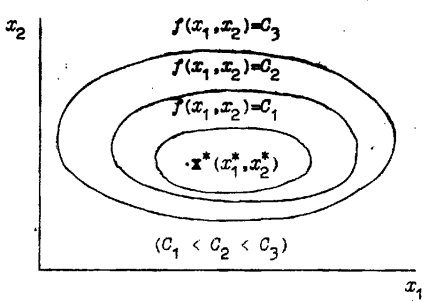 x₂
f(x₁,x₂)=C₃
f(x₁,x₂)=C₂
f(x₁,x₂)=C₁
·x*(x₁*,x₂*)
(C₁ < C₂ < C₃)
x₁